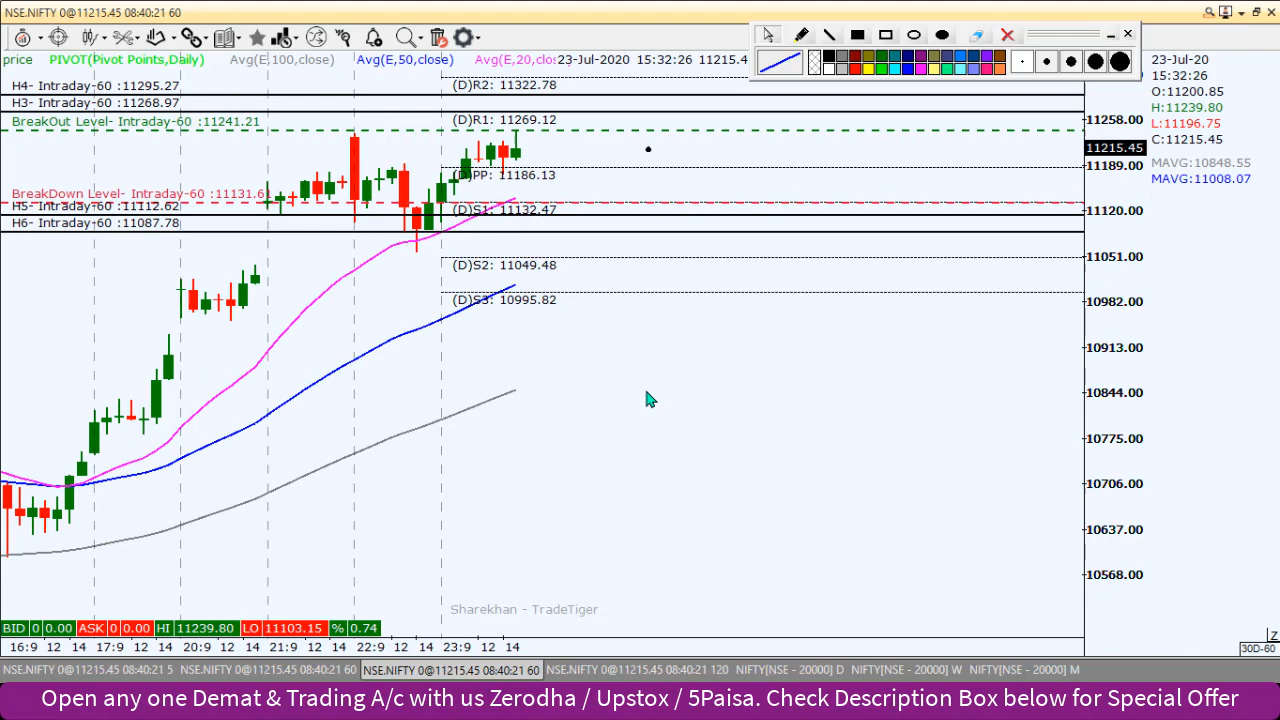 NSE.NIFTY 0@11215.45 08:40:21 60
price PIVOT(Pivot Points,Daily) Avg(E,100,close) Avg(E,50,close) Avg(E,20,clos 23-Jul-2020 15:32:26 11215.4
H4- Intraday-60 :11295.27
H3- Intraday-60 :11268.97
BreakOut Level- Intraday-60 :11241.21
BreakDown Level- Intraday-60 :11131.61
H5- Intraday-60 :11112.62
H6- Intraday-60 :11087.78
(D)R2: 11322.78
(D)R1: 11269.12
(D)PP: 11186.13
(D)S1: 11132.47
(D)S2: 11049.48
(D)S3: 10995.82
11258.00
11215.45
11189.00
11120.00
11051.00
10982.00
10913.00
10844.00
10775.00
10706.00
10637.00
10568.00
23-Jul-20
15:32:26
O:11200.85
H:11239.80
L:11196.75
C:11215.45
MAVG:10848.55
MAVG:11008.07
Sharekhan - TradeTiger
BID 0 0.00 ASK 0 0.00 HI 11239.80 LO 11103.15 % 0.74
16:9 12 14 17:9 12 14 20:9 12 14 21:9 12 14 22:9 12 14 23:9 12 14
Z
30D-60
NSE.NIFTY 0@11215.45 08:40:21 5 NSE.NIFTY 0@11215.45 08:40:21 60 NSE.NIFTY 0@11215.45 08:40:21 60 NSE.NIFTY 0@11215.45 08:40:21 120 NIFTY[NSE - 20000] D NIFTY[NSE - 20000] W NIFTY[NSE - 20000] M
Open any one Demat & Trading A/c with us Zerodha / Upstox / 5Paisa. Check Description Box below for Special Offer